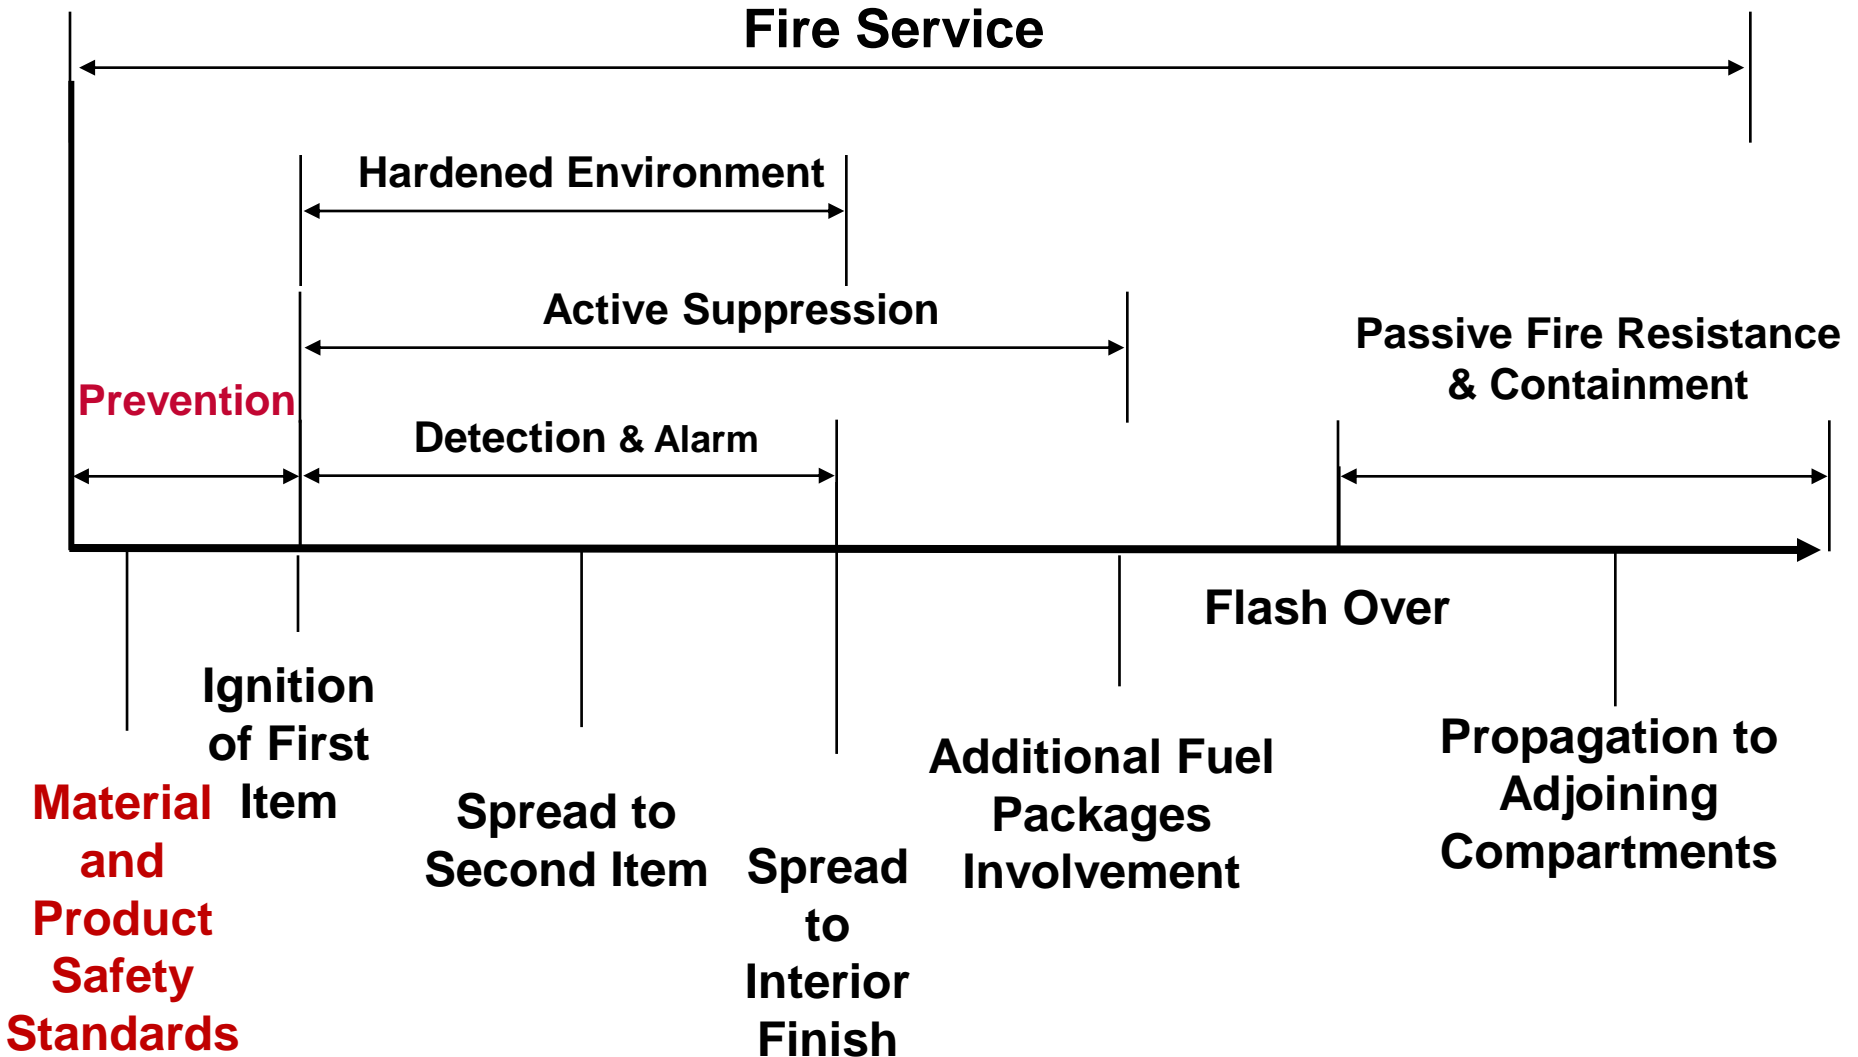 Fire Service
Hardened Environment
Active Suppression
Passive Fire Resistance
& Containment
Prevention
Detection & Alarm
Flash Over
Ignition
of First
Item
Material
and
Product
Safety
Standards
Spread to
Second Item
Spread
to
Interior
Finish
Additional Fuel
Packages
Involvement
Propagation to
Adjoining
Compartments